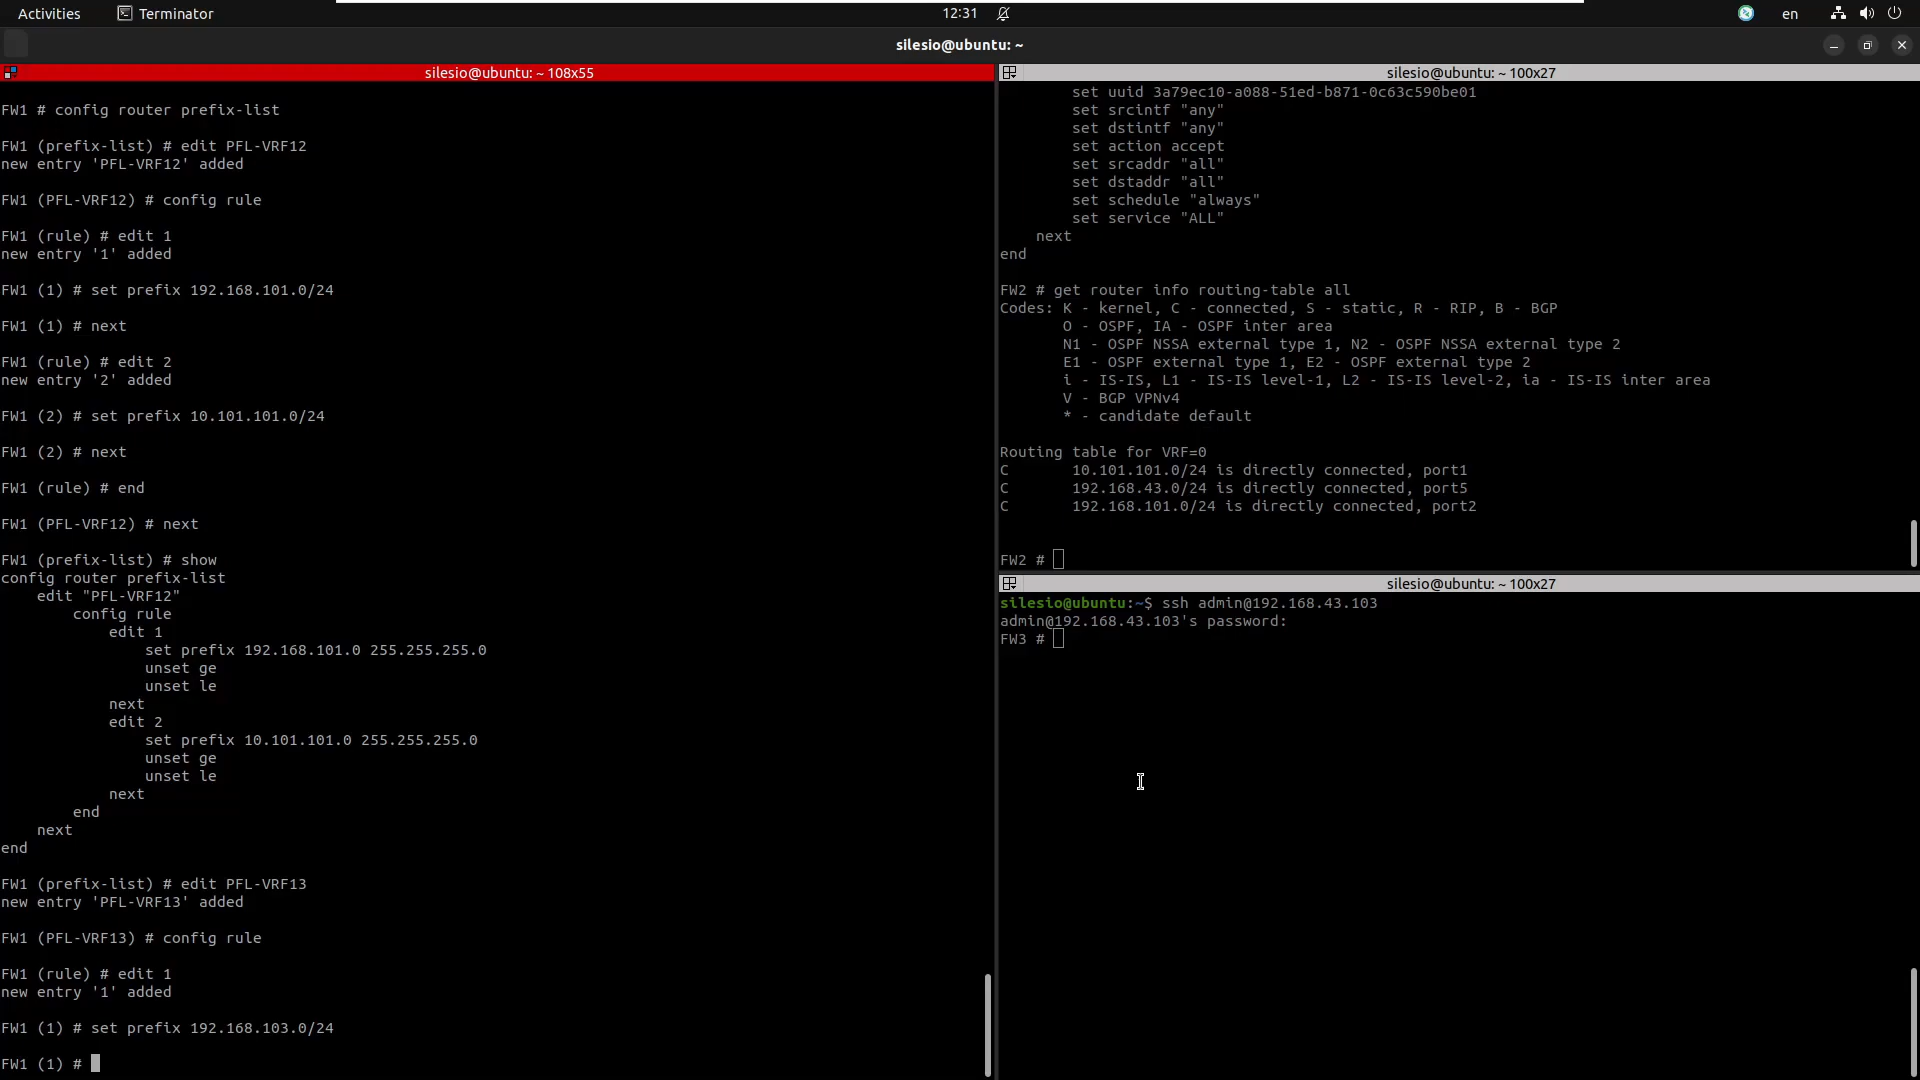 Activities
Terminator
12:31
en
silesio@ubuntu: ~
silesio@ubuntu: ~ 108x55
FW1 # config router prefix-list
FW1 (prefix-list) # edit PFL-VRF12
new entry 'PFL-VRF12' added
FW1 (PFL-VRF12) # config rule
FW1 (rule) # edit 1
new entry '1' added
FW1 (1) # set prefix 192.168.101.0/24
FW1 (1) # next
FW1 (rule) # edit 2
new entry '2' added
FW1 (2) # set prefix 10.101.101.0/24
FW1 (2) # next
FW1 (rule) # end
FW1 (PFL-VRF12) # next
FW1 (prefix-list) # show
config router prefix-list
    edit "PFL-VRF12"
        config rule
            edit 1
                set prefix 192.168.101.0 255.255.255.0
                unset ge
                unset le
            next
            edit 2
                set prefix 10.101.101.0 255.255.255.0
                unset ge
                unset le
            next
        end
    next
end
FW1 (prefix-list) # edit PFL-VRF13
new entry 'PFL-VRF13' added
FW1 (PFL-VRF13) # config rule
FW1 (rule) # edit 1
new entry '1' added
FW1 (1) # set prefix 192.168.103.0/24
FW1 (1) #
silesio@ubuntu: ~ 100x27
        set uuid 3a79ec10-a088-51ed-b871-0c63c590be01
        set srcintf "any"
        set dstintf "any"
        set action accept
        set srcaddr "all"
        set dstaddr "all"
        set schedule "always"
        set service "ALL"
    next
end
FW2 # get router info routing-table all
Codes: K - kernel, C - connected, S - static, R - RIP, B - BGP
       O - OSPF, IA - OSPF inter area
       N1 - OSPF NSSA external type 1, N2 - OSPF NSSA external type 2
       E1 - OSPF external type 1, E2 - OSPF external type 2
       i - IS-IS, L1 - IS-IS level-1, L2 - IS-IS level-2, ia - IS-IS inter area
       V - BGP VPNv4
       * - candidate default
Routing table for VRF=0
C       10.101.101.0/24 is directly connected, port1
C       192.168.43.0/24 is directly connected, port5
C       192.168.101.0/24 is directly connected, port2
FW2 #
silesio@ubuntu: ~ 100x27
silesio@ubuntu:~$ ssh admin@192.168.43.103
admin@192.168.43.103's password:
FW3 #